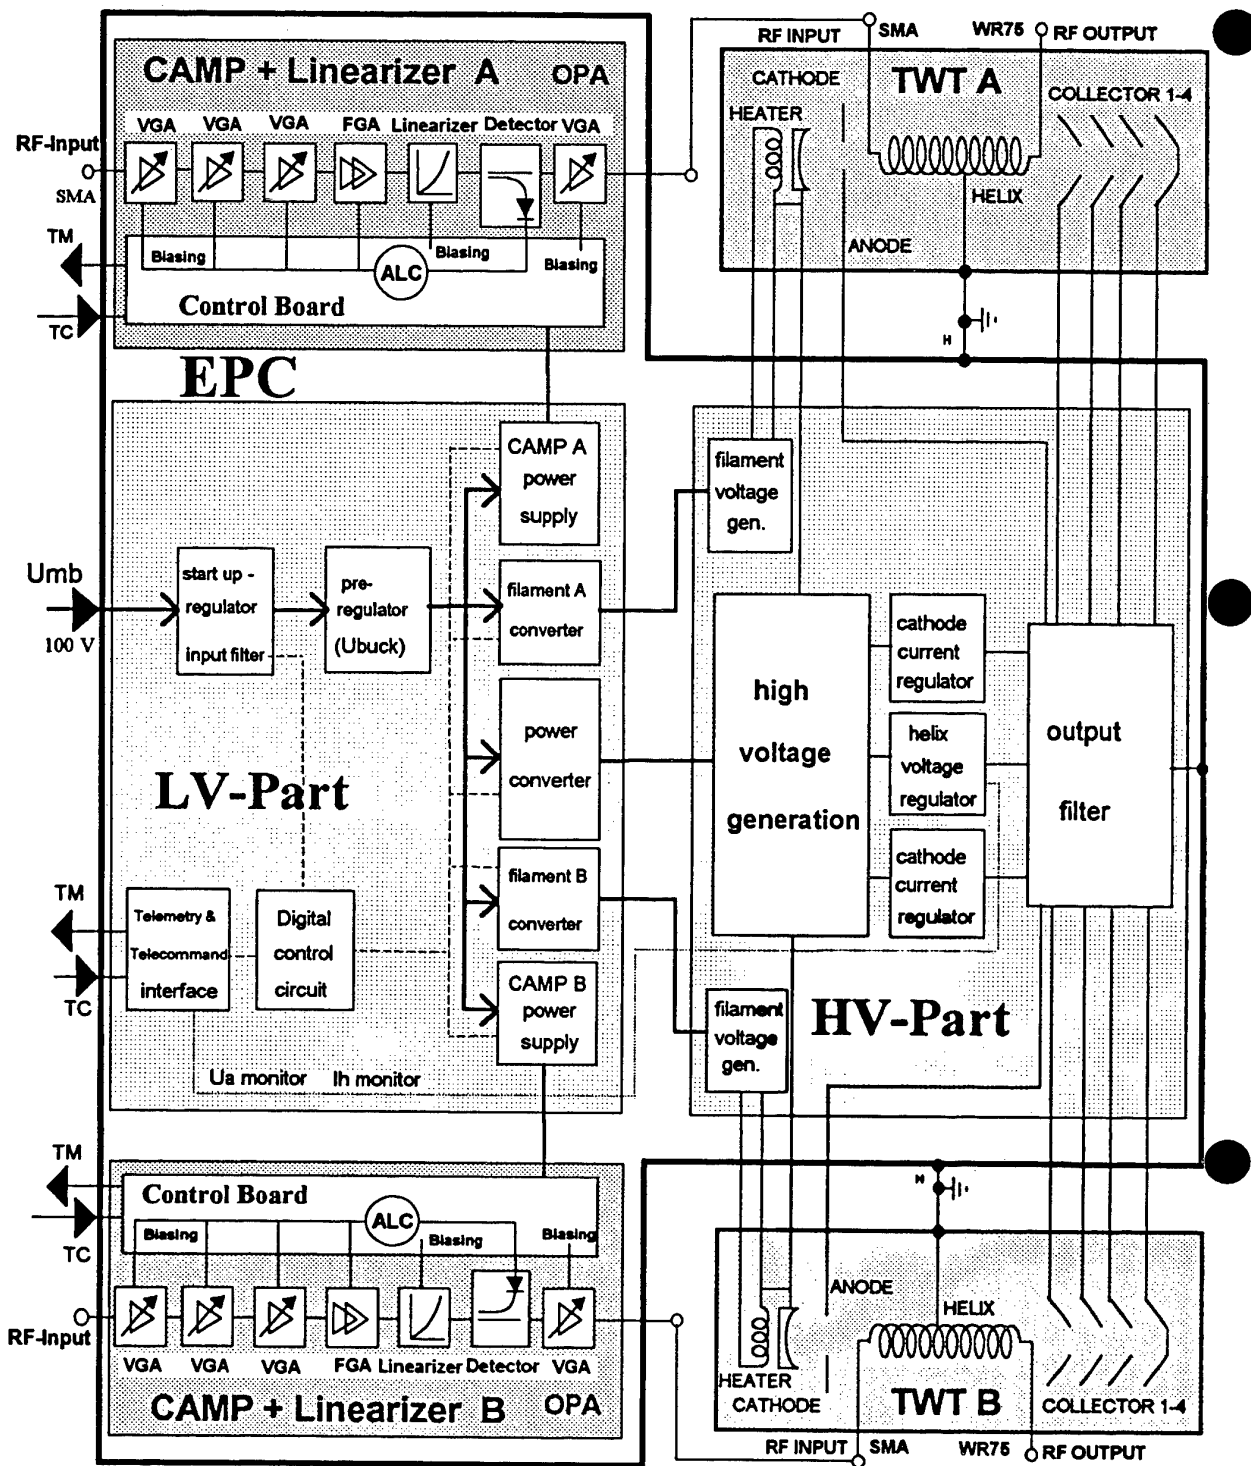 RF INPUT
SMA
WR75
RF OUTPUT
CAMP + Linearizer A
OPA
VGA
VGA
VGA
FGA
Linearizer
Detector
VGA
RF-Input
SMA
TM
TC
Biasing
ALC
Biasing
Biasing
Control Board
CATHODE
TWT A
COLLECTOR 1-4
HEATER
HELIX
ANODE
H
EPC
CAMP A
power
supply
filament
voltage
gen.
Umb
100 V
start up -
regulator
input filter
pre-
regulator
(Ubuck)
filament A
converter
power
converter
high
voltage
generation
cathode
current
regulator
helix
voltage
regulator
cathode
current
regulator
output
filter
LV-Part
filament B
converter
TM
TC
Telemetry &
Telecommand
interface
Digital
control
circuit
CAMP B
power
supply
filament
voltage
gen.
HV-Part
Ua monitor
Ih monitor
TM
TC
Control Board
Biasing
ALC
Biasing
Biasing
H
RF-Input
VGA
VGA
VGA
FGA
Linearizer
Detector
VGA
CAMP + Linearizer B
OPA
ANODE
HELIX
HEATER
CATHODE
TWT B
COLLECTOR 1-4
RF INPUT
SMA
WR75
RF OUTPUT